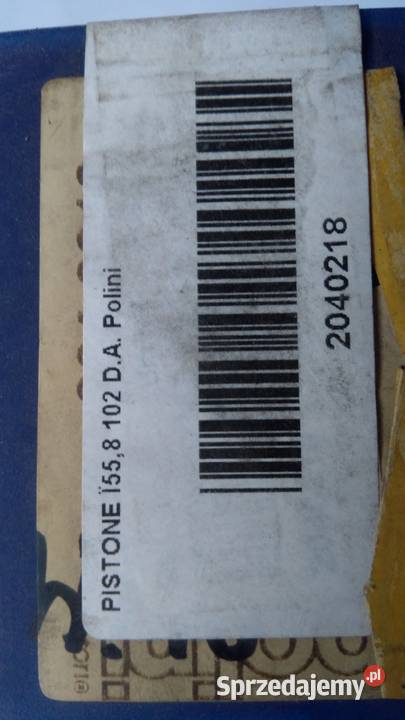 PISTONE Ï55,8 102 D.A. Polini
2040218
Sprzedajemy.pl